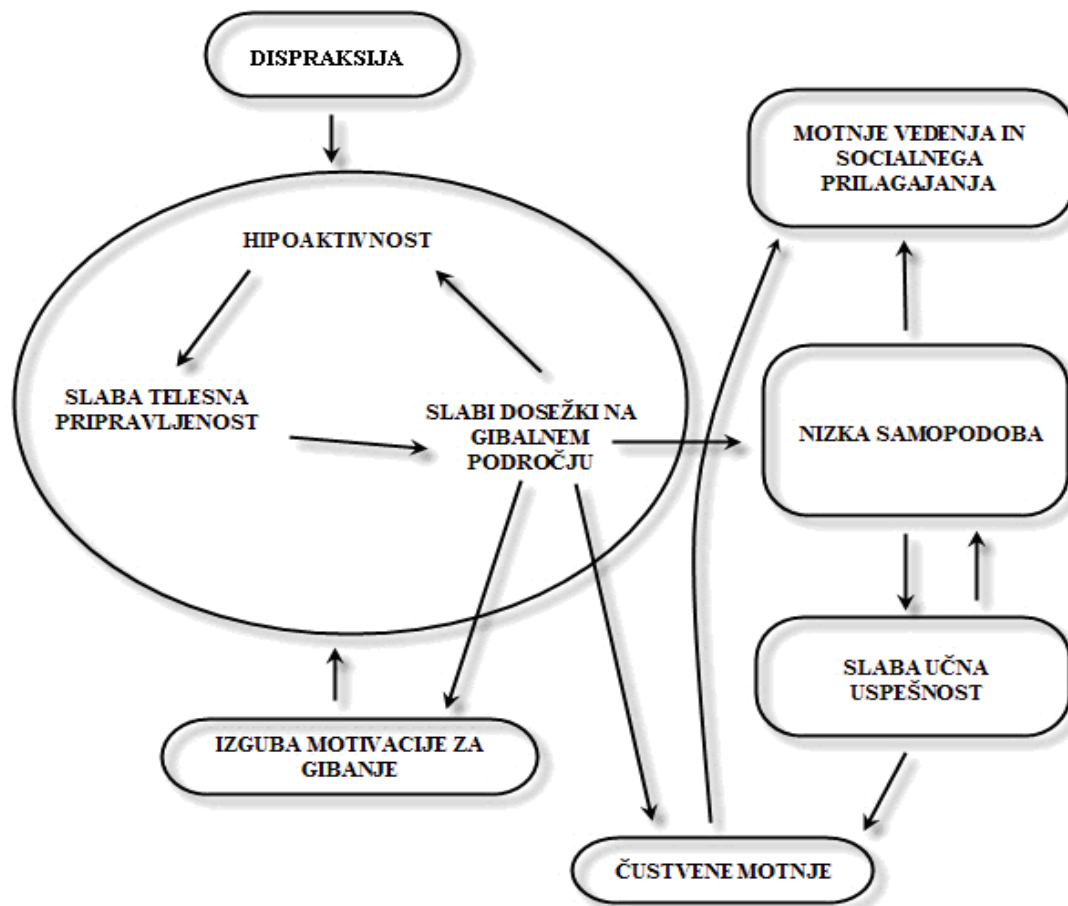 DISPRAKSIJA
MOTNJE VEDENJA IN
SOCIALNEGA
PRILAGAJANJA
HIPOAKTIVNOST
SLABA TELESNA
PRIPRAVLJENOST
SLABI DOSEŽKI NA
GIBALNEM
PODROČJU
NIZKA SAMOPODOBA
SLABA UČNA
USPEŠNOST
IZGUBA MOTIVACIJE ZA
GIBANJE
ČUSTVENE MOTNJE